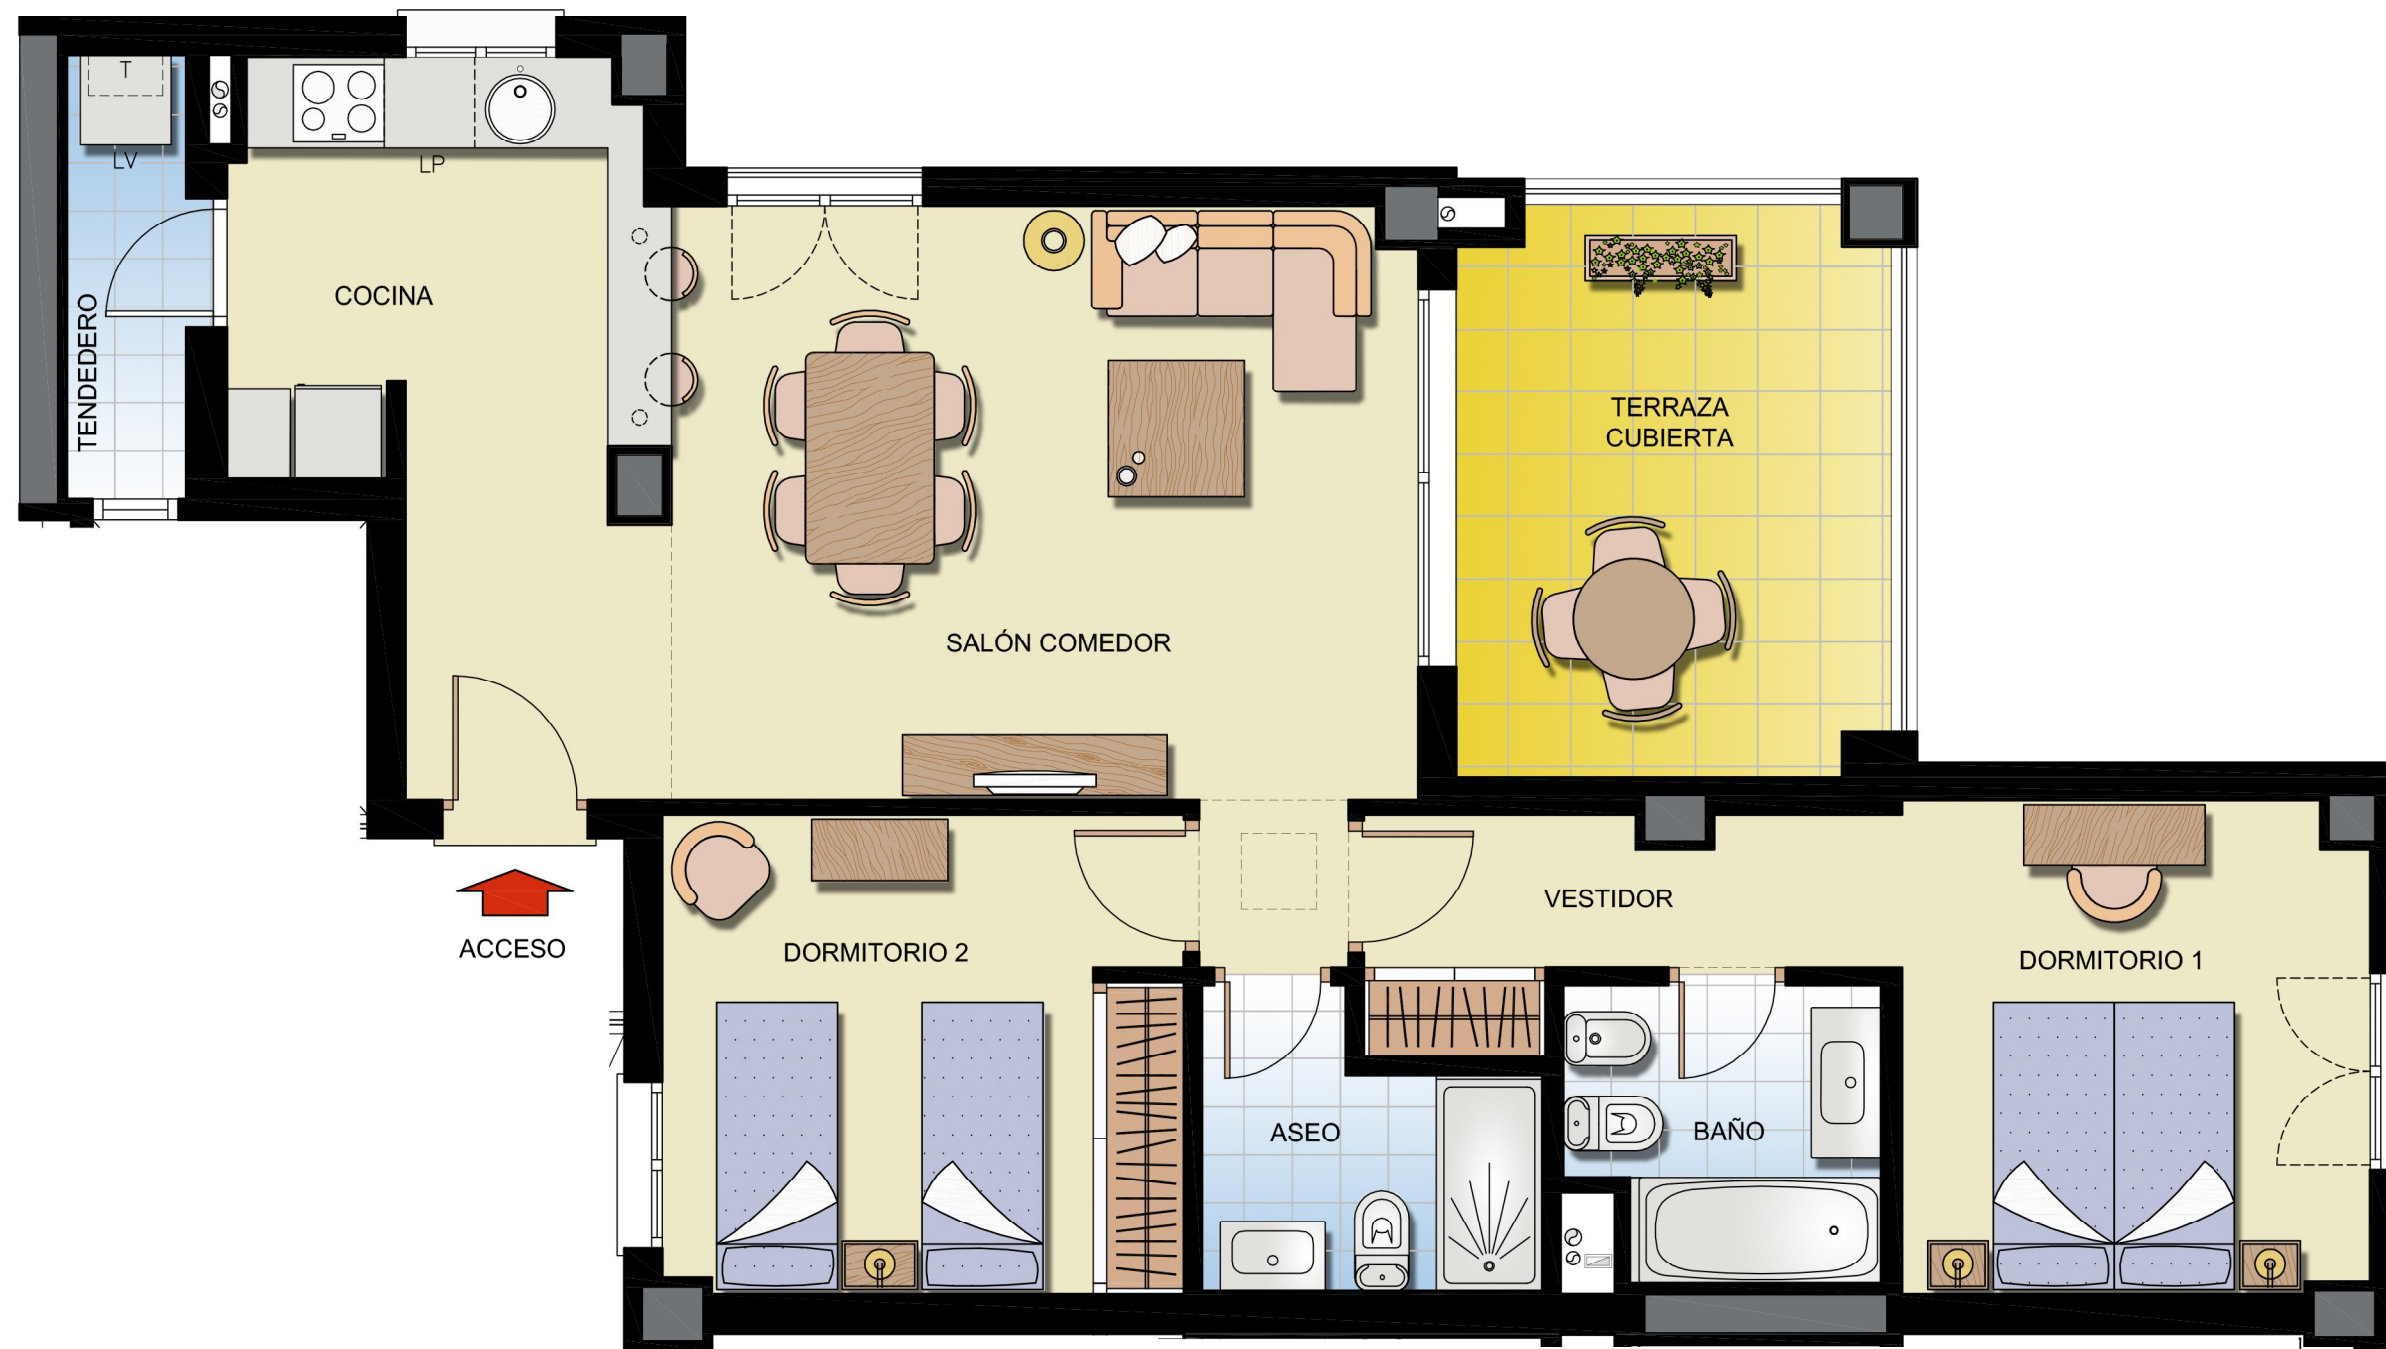 T
LV
LP
COCINA
TENDEDERO
TERRAZA
CUBIERTA
SALÓN COMEDOR
ACCESO
DORMITORIO 2
VESTIDOR
DORMITORIO 1
ASEO
BAÑO